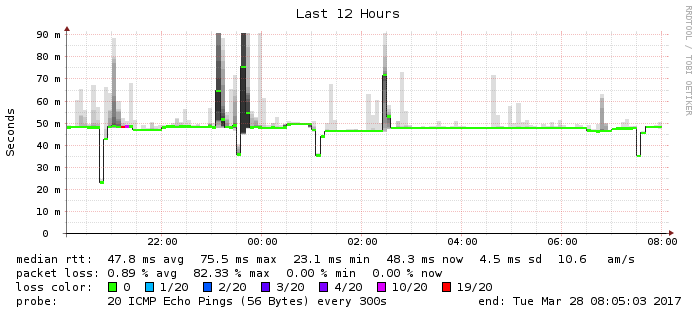 Last 12 Hours
RRDTOOL / TOBI OETIKER
Seconds
90 m
80 m
70 m
60 m
50 m
40 m
30 m
20 m
10 m
0
22:00 00:00 02:00 04:00 06:00 08:00
median rtt: 47.8 ms avg 75.5 ms max 23.1 ms min 48.3 ms now 4.5 ms sd 10.6 am/s
packet loss: 0.89 % avg 82.33 % max 0.00 % min 0.00 % now
loss color: 0 1/20 2/20 3/20 4/20 10/20 19/20
probe: 20 ICMP Echo Pings (56 Bytes) every 300s end: Tue Mar 28 08:05:03 2017